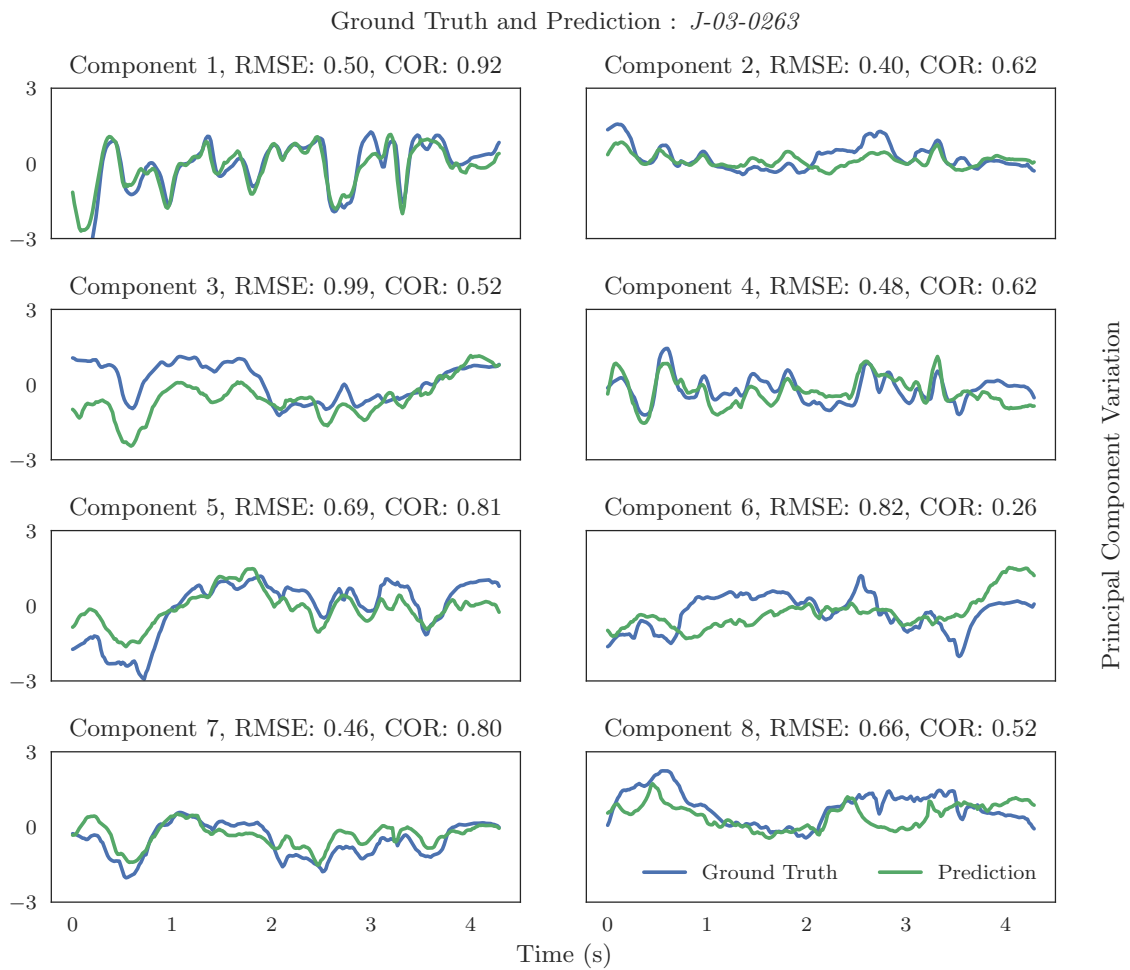 Ground Truth and Prediction : J-03-0263
Component 1, RMSE: 0.50, COR: 0.92
Component 2, RMSE: 0.40, COR: 0.62
3
0
−3
Component 3, RMSE: 0.99, COR: 0.52
Component 4, RMSE: 0.48, COR: 0.62
3
0
−3
Component 5, RMSE: 0.69, COR: 0.81
Component 6, RMSE: 0.82, COR: 0.26
3
0
−3
Component 7, RMSE: 0.46, COR: 0.80
Component 8, RMSE: 0.66, COR: 0.52
3
0
−3
Ground Truth
Prediction
0 1 2 3 4
0 1 2 3 4
Time (s)
Principal Component Variation